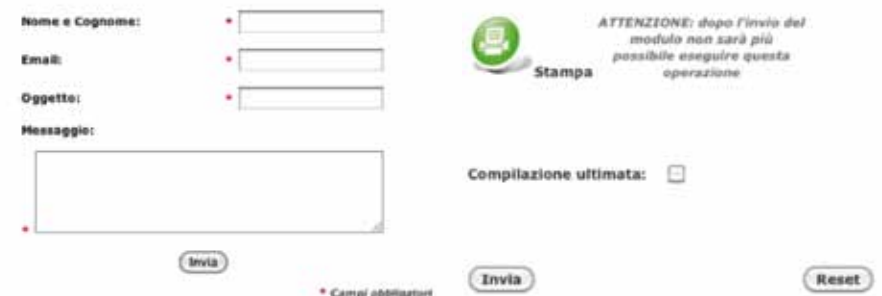 Nome e Cognome: *
Email: *
Oggetto: *
Messaggio:
*
Invia
* Campi obbligatori
ATTENZIONE: dopo l'invio del
modulo non sarà più
possibile eseguire questa
operazione
Stampa
Compilazione ultimata:
Invia
Reset